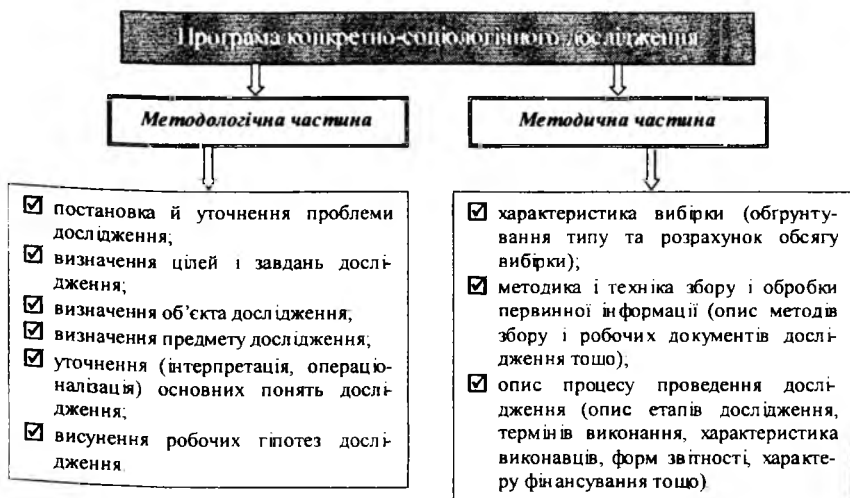 Програма конкретно-соціологічного дослідження
Методологічна частина
Методична частина
постановка й уточнення проблеми
дослідження;
визначення цілей і завдань дослі-
дження;
визначення об’єкта дослідження;
визначення предмету дослідження;
уточнення (інтерпретація, операціо-
налізація) основних понять дослі-
дження;
висунення робочих гіпотез дослі-
дження.
характеристика вибірки (обґрунту-
вання типу та розрахунок обсягу
вибірки);
методика і техніка збору і обробки
первинної інформації (опис методів
збору і робочих документів дослі-
дження тощо);
опис процесу проведення дослі-
дження (опис етапів дослідження,
термінів виконання, характеристика
виконавців, форм звітності, характе-
ру фінансування тощо)